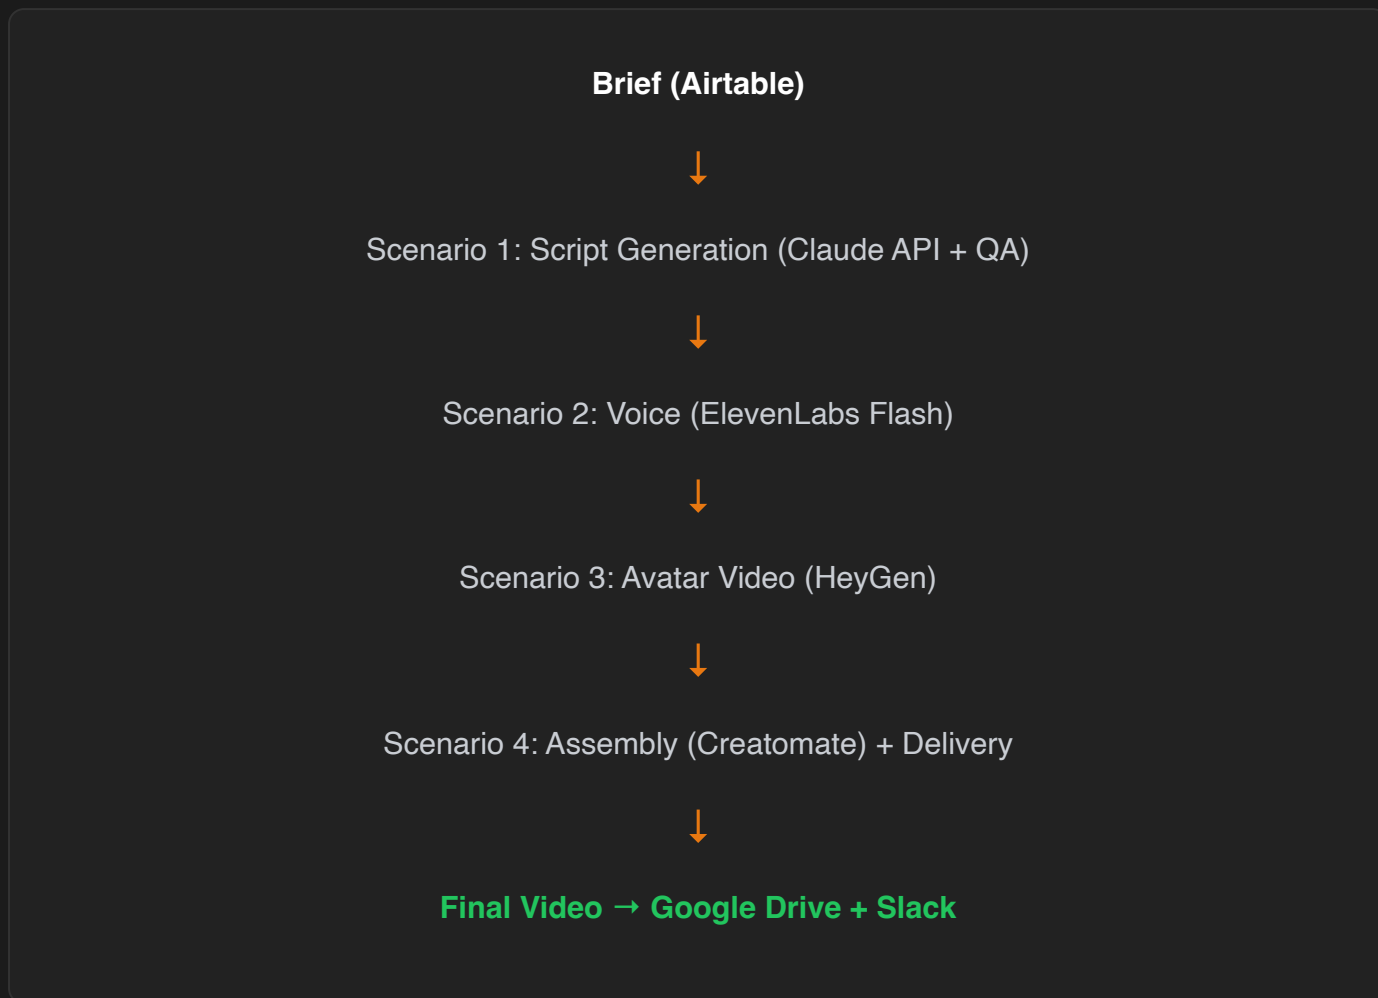 Brief (Airtable)
↓
Scenario 1: Script Generation (Claude API + QA)
↓
Scenario 2: Voice (ElevenLabs Flash)
↓
Scenario 3: Avatar Video (HeyGen)
↓
Scenario 4: Assembly (Creatomate) + Delivery
↓
Final Video → Google Drive + Slack